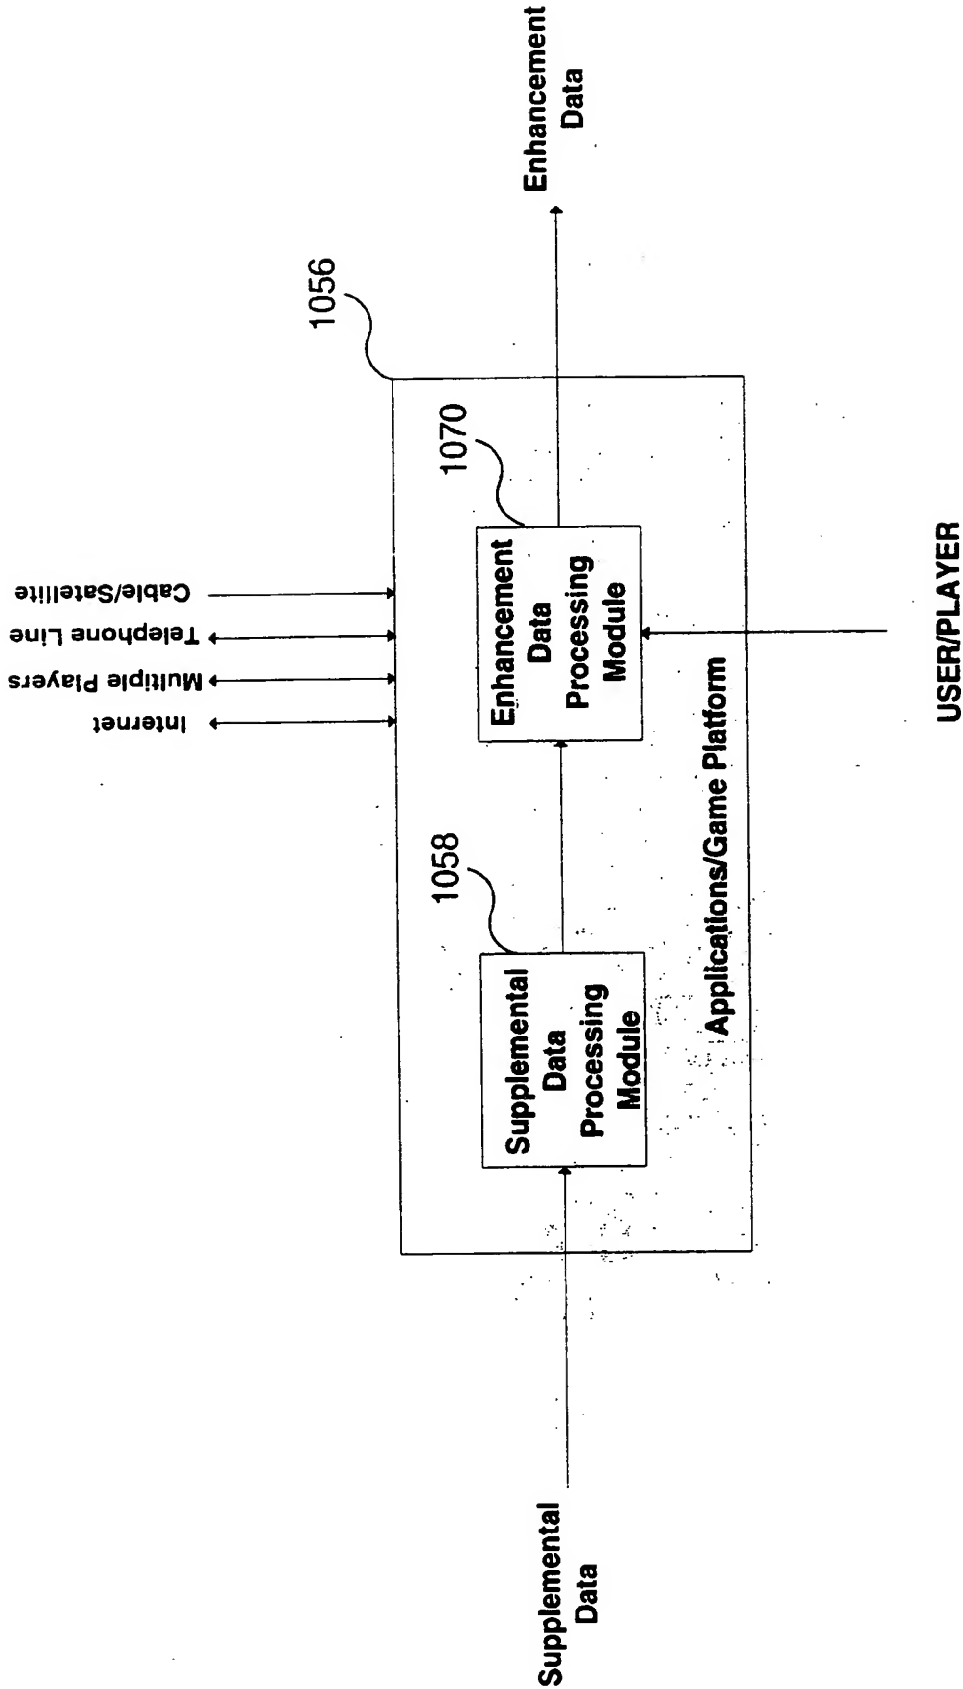 Internet
Multiple Players
Telephone Line
Cable/Satellite
1056
1058
1070
Supplemental
Data
Supplemental
Data
Processing
Module
Enhancement
Data
Processing
Module
Enhancement
Data
Applications/Game Platform
USER/PLAYER